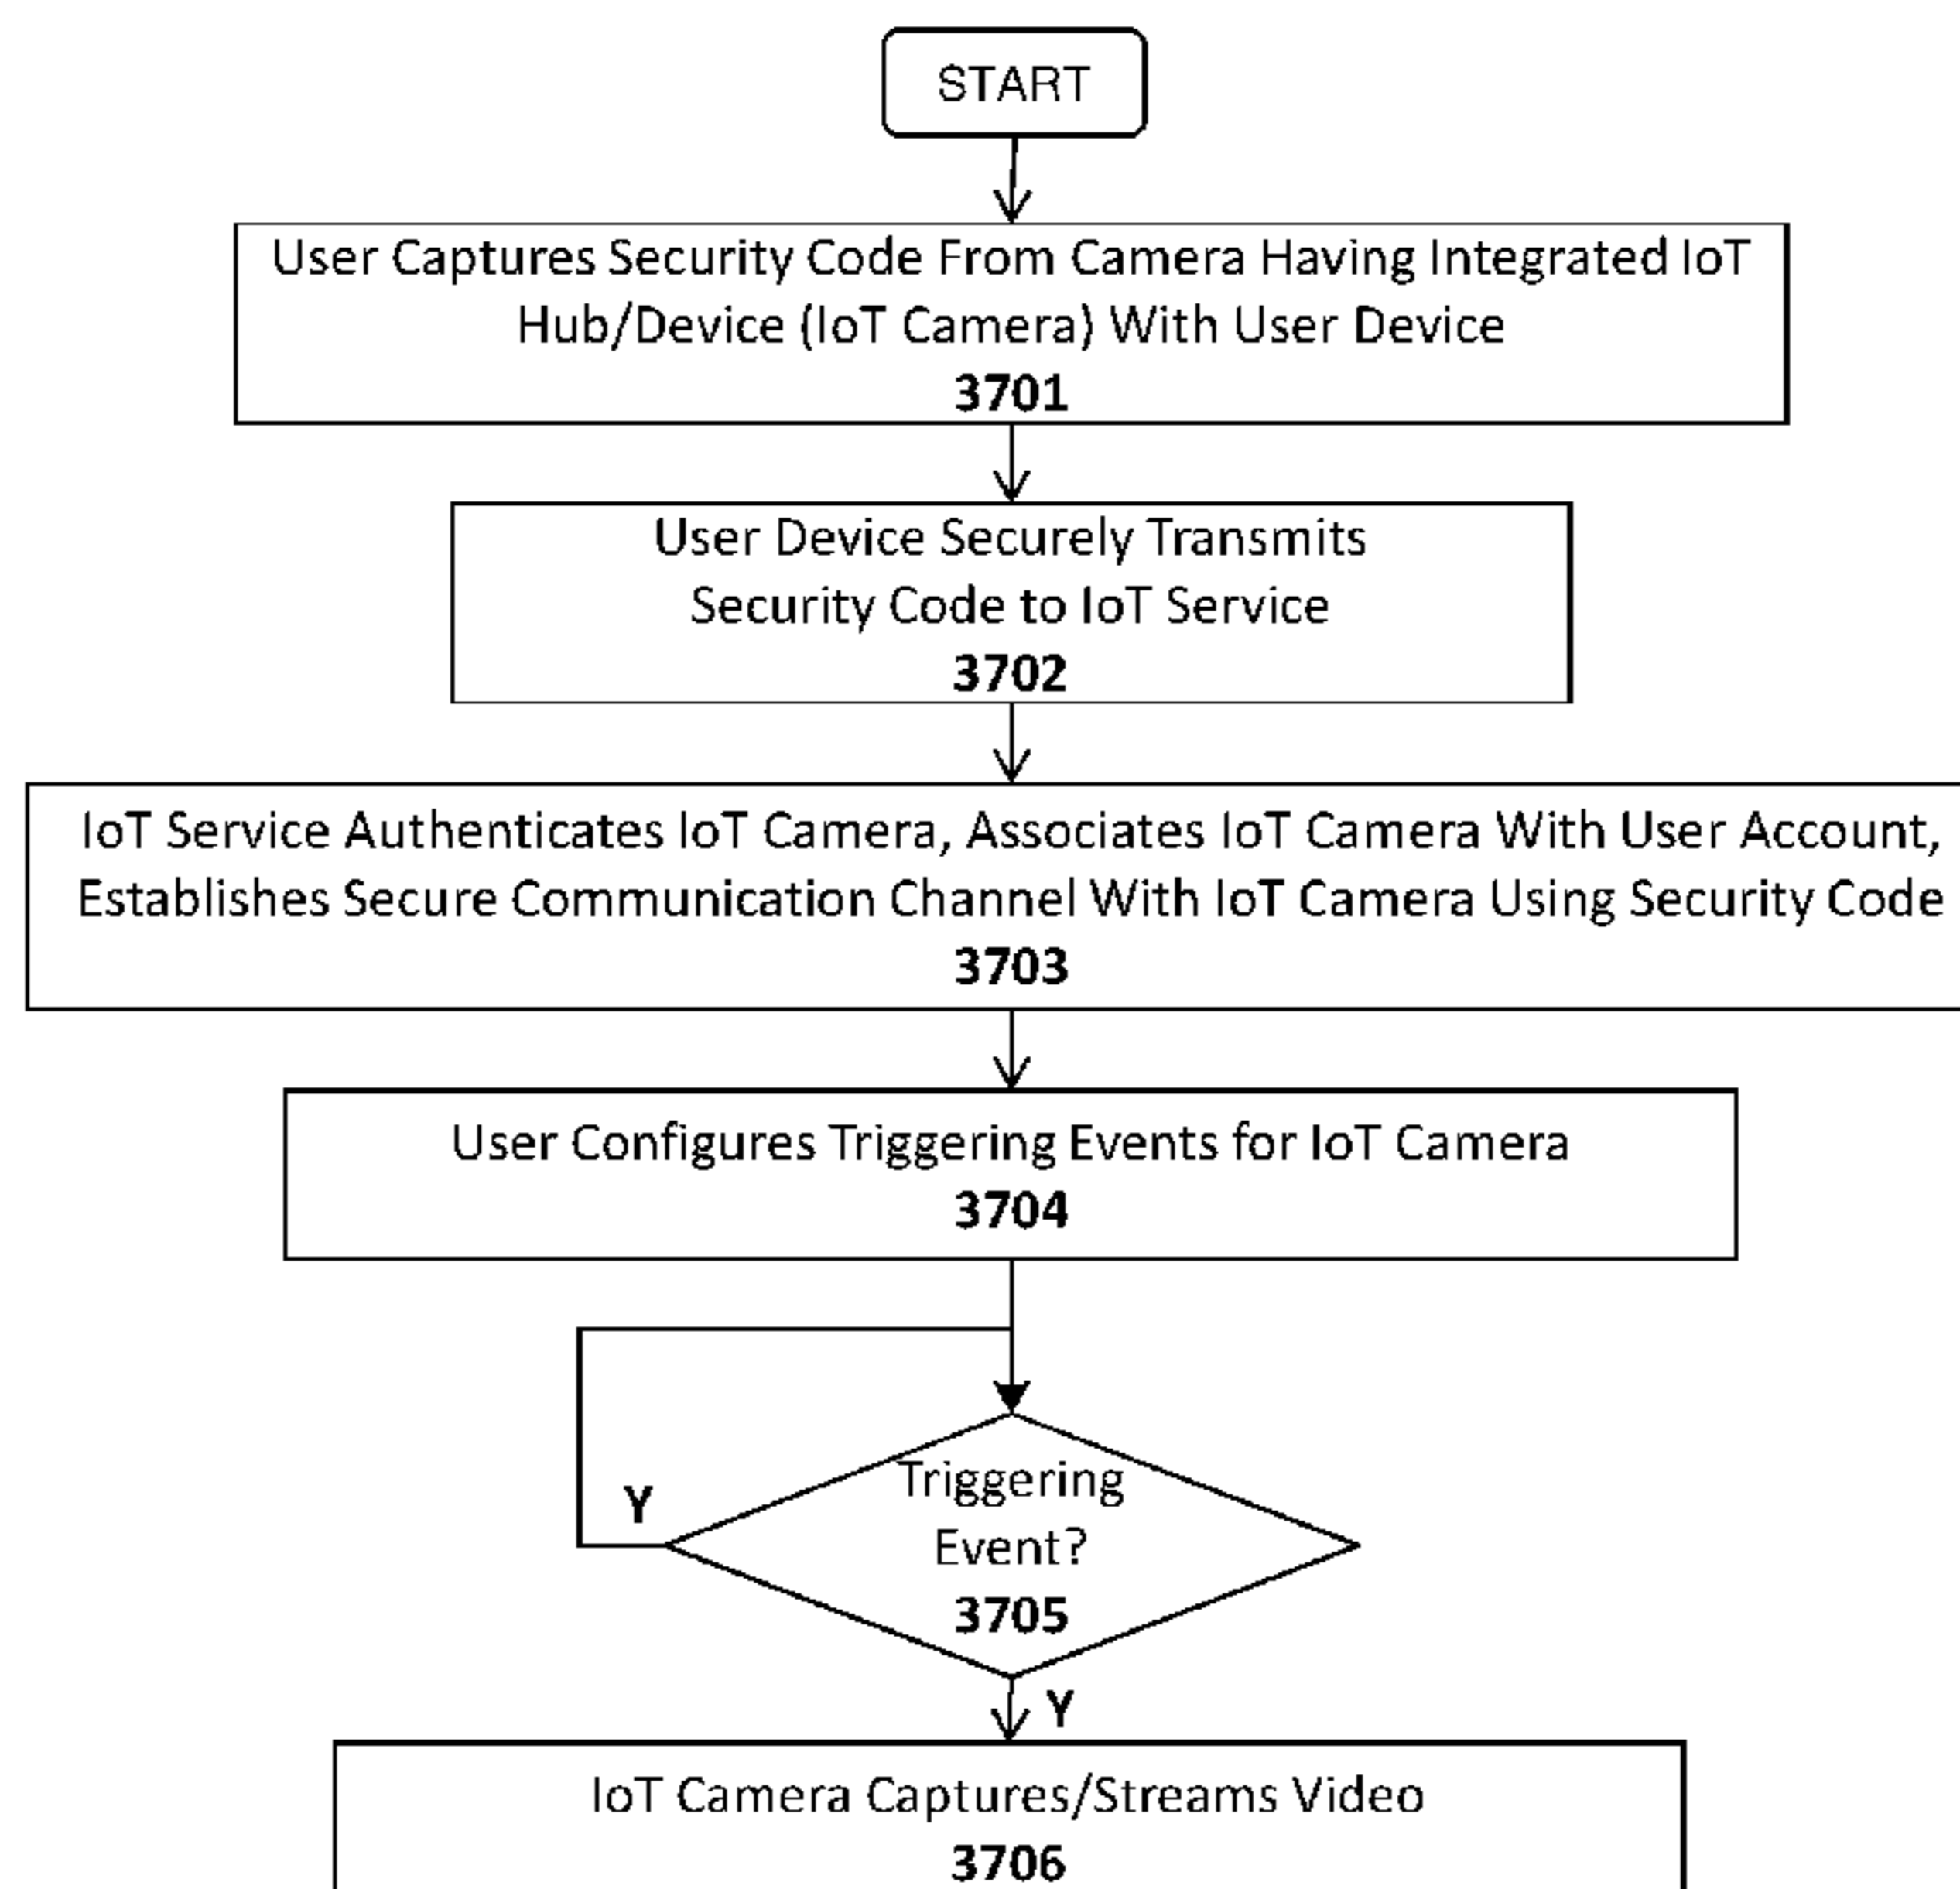 START
User Captures Security Code From Camera Having Integrated IoT
Hub/Device (IoT Camera) With User Device
3701
User Device Securely Transmits
Security Code to IoT Service
3702
IoT Service Authenticates IoT Camera, Associates IoT Camera With User Account,
Establishes Secure Communication Channel With IoT Camera Using Security Code
3703
User Configures Triggering Events for IoT Camera
3704
Triggering
Y
Event?
3705
Y
IoT Camera Captures/Streams Video
3706